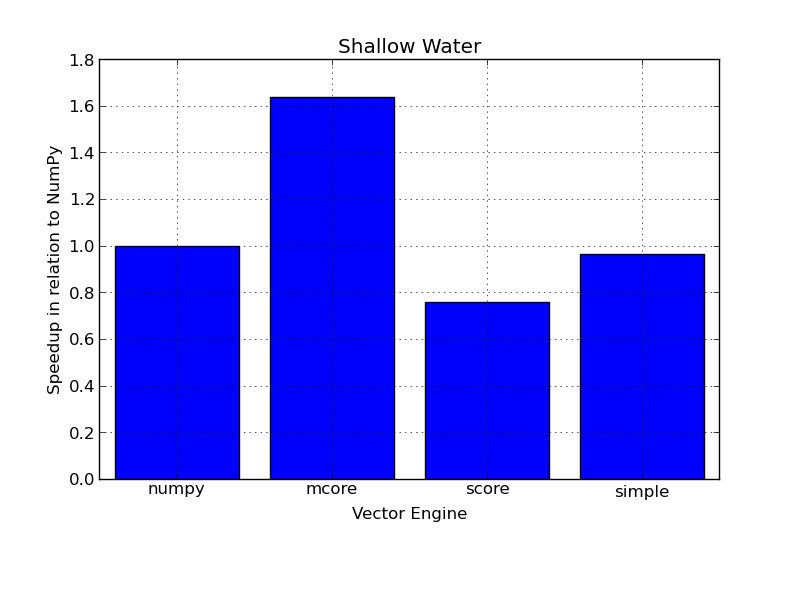 Shallow Water
1.8
1.6
1.4
1.2
1.0
0.8
0.6
0.4
0.2
0.0
Speedup in relation to NumPy
numpy mcore score simple
Vector Engine